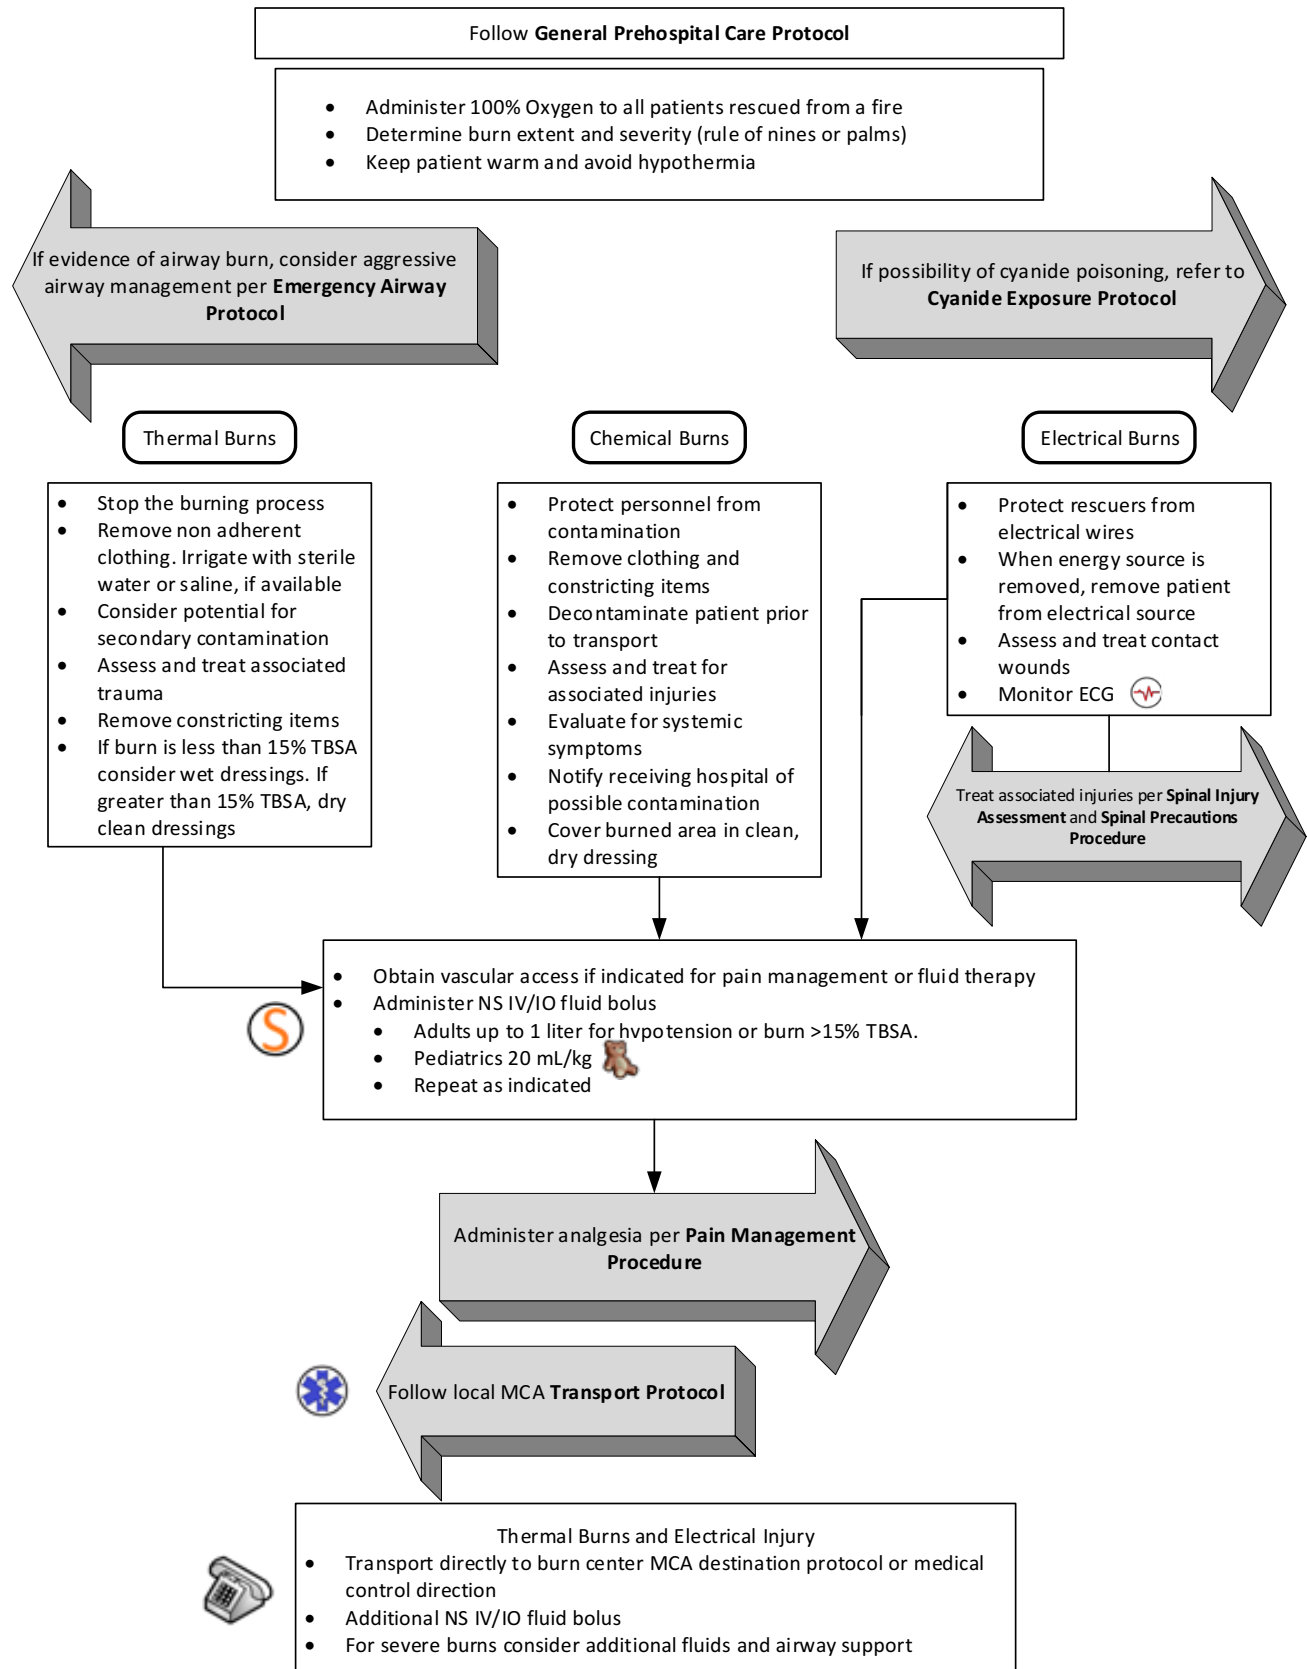 Follow General Prehospital Care Protocol
• Administer 100% Oxygen to all patients rescued from a fire
• Determine burn extent and severity (rule of nines or palms)
• Keep patient warm and avoid hypothermia
If evidence of airway burn, consider aggressive
airway management per Emergency Airway
Protocol
If possibility of cyanide poisoning, refer to
Cyanide Exposure Protocol
Thermal Burns
• Stop the burning process
• Remove non adherent
clothing. Irrigate with sterile
water or saline, if available
• Consider potential for
secondary contamination
• Assess and treat associated
trauma
• Remove constricting items
• If burn is less than 15% TBSA
consider wet dressings. If
greater than 15% TBSA, dry
clean dressings
Chemical Burns
• Protect personnel from
contamination
• Remove clothing and
constricting items
• Decontaminate patient prior
to transport
• Assess and treat for
associated injuries
• Evaluate for systemic
symptoms
• Notify receiving hospital of
possible contamination
• Cover burned area in clean,
dry dressing
Electrical Burns
• Protect rescuers from
electrical wires
• When energy source is
removed, remove patient
from electrical source
• Assess and treat contact
wounds
• Monitor ECG
Treat associated injuries per Spinal Injury
Assessment and Spinal Precautions
Procedure
S
• Obtain vascular access if indicated for pain management or fluid therapy
• Administer NS IV/IO fluid bolus
• Adults up to 1 liter for hypotension or burn >15% TBSA.
• Pediatrics 20 mL/kg
• Repeat as indicated
Administer analgesia per Pain Management
Procedure
Follow local MCA Transport Protocol
Thermal Burns and Electrical Injury
• Transport directly to burn center MCA destination protocol or medical
control direction
• Additional NS IV/IO fluid bolus
• For severe burns consider additional fluids and airway support